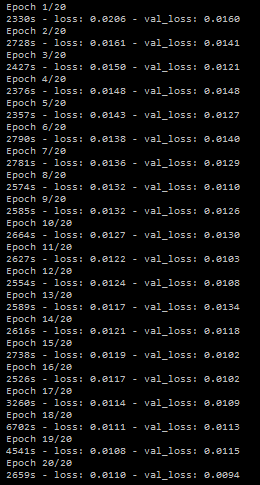 Epoch 1/20
2330s - loss: 0.0206 - val_loss: 0.0160
Epoch 2/20
2728s - loss: 0.0161 - val_loss: 0.0141
Epoch 3/20
2427s - loss: 0.0150 - val_loss: 0.0121
Epoch 4/20
2376s - loss: 0.0148 - val_loss: 0.0148
Epoch 5/20
2357s - loss: 0.0143 - val_loss: 0.0127
Epoch 6/20
2790s - loss: 0.0138 - val_loss: 0.0140
Epoch 7/20
2781s - loss: 0.0136 - val_loss: 0.0129
Epoch 8/20
2574s - loss: 0.0132 - val_loss: 0.0110
Epoch 9/20
2585s - loss: 0.0132 - val_loss: 0.0126
Epoch 10/20
2664s - loss: 0.0127 - val_loss: 0.0130
Epoch 11/20
2627s - loss: 0.0122 - val_loss: 0.0103
Epoch 12/20
2554s - loss: 0.0124 - val_loss: 0.0108
Epoch 13/20
2589s - loss: 0.0117 - val_loss: 0.0134
Epoch 14/20
2616s - loss: 0.0121 - val_loss: 0.0118
Epoch 15/20
2738s - loss: 0.0119 - val_loss: 0.0102
Epoch 16/20
2526s - loss: 0.0117 - val_loss: 0.0102
Epoch 17/20
3260s - loss: 0.0114 - val_loss: 0.0109
Epoch 18/20
6702s - loss: 0.0111 - val_loss: 0.0113
Epoch 19/20
4541s - loss: 0.0108 - val_loss: 0.0115
Epoch 20/20
2659s - loss: 0.0110 - val_loss: 0.0094